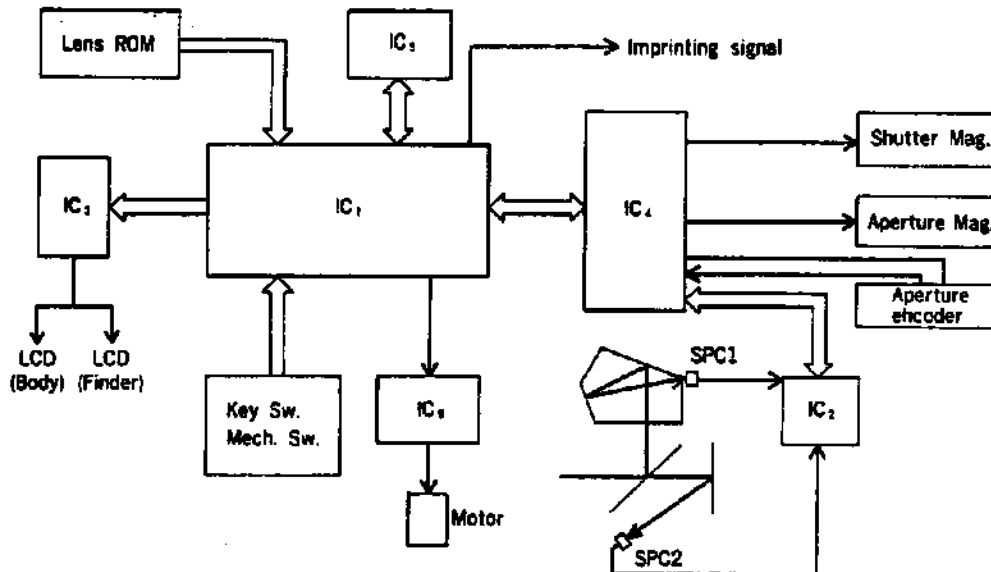 Lens ROM
IC₅
Imprinting signal
Shutter Mag.
IC₃
IC₁
IC₄
Aperture Mag.
Aperture
encoder
LCD
(Body)
LCD
(Finder)
SPC1
Key Sw.
Mech. Sw.
IC₆
IC₂
Motor
SPC2